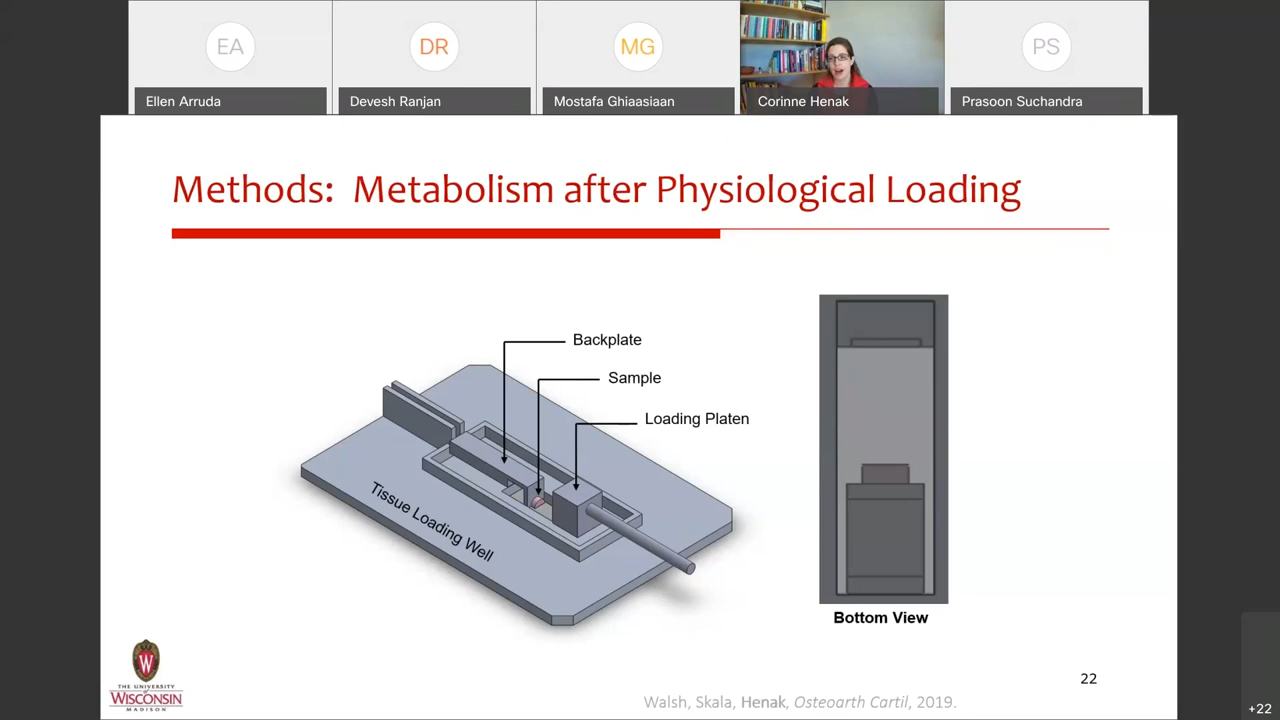 EA
DR
MG
PS
Ellen Arruda
Devesh Ranjan
Mostafa Ghiaasiaan
Corinne Henak
Prasoon Suchandra
Methods: Metabolism after Physiological Loading
Backplate
Sample
Loading Platen
Tissue Loading Well
Bottom View
W
THE UNIVERSITY
of
WISCONSIN
MADISON
22
Walsh, Skala, Henak, Osteoarth Cartil, 2019.
+22